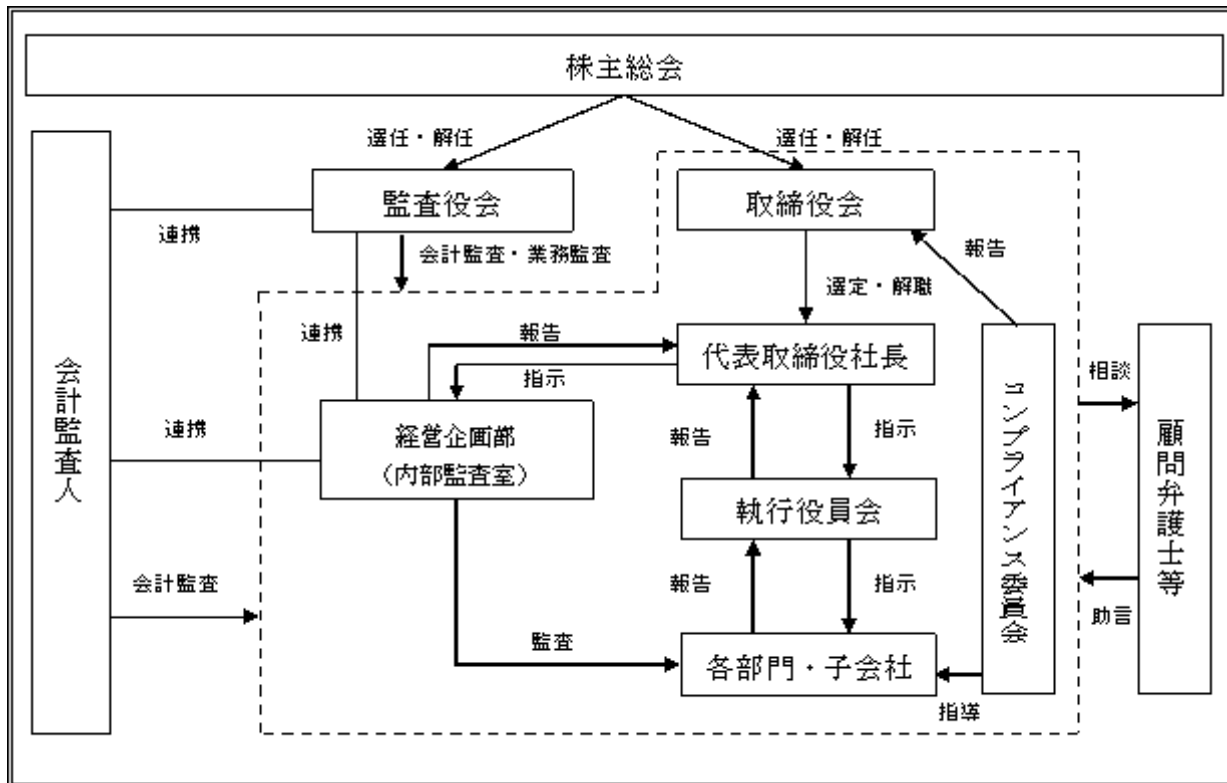 株主総会
選任・解任
選任・解任
監査役会
取締役会
連携
会計監査・業務監査
報告
選定・解職
連携
報告
代表取締役社長
指示
相談
会計監査人
連携
経営企画部
（内部監査室）
報告
指示
コンプライアンス委員会
顧問弁護士等
執行役員会
会計監査
報告
指示
助言
監査
各部門・子会社
指導